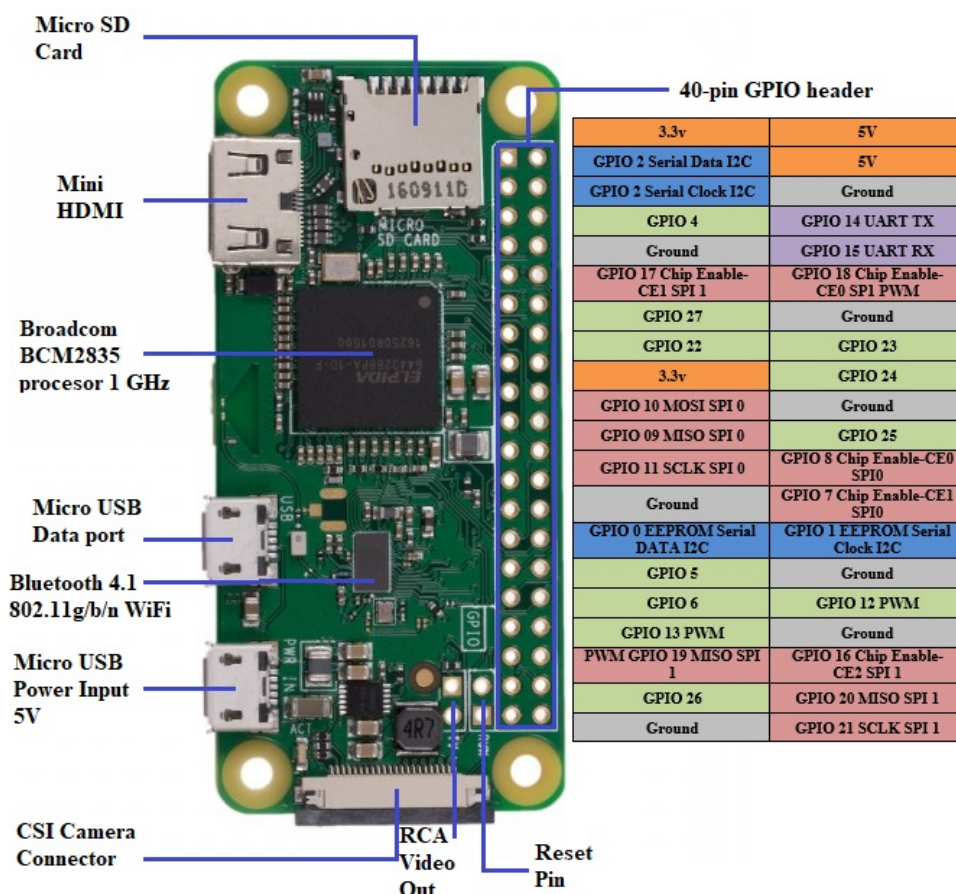 Micro SD
Card
40-pin GPIO header
Mini
HDMI
160911D
MICRO
SD CARD
3.3v 5V
GPIO 2 Serial Data I2C 5V
GPIO 2 Serial Clock I2C Ground
GPIO 4 GPIO 14 UART TX
Ground GPIO 15 UART RX
GPIO 17 Chip Enable- GPIO 18 Chip Enable-
CE1 SPI 1 CE0 SP1 PWM
GPIO 27 Ground
GPIO 22 GPIO 23
3.3v GPIO 24
GPIO 10 MOSI SPI 0 Ground
GPIO 09 MISO SPI 0 GPIO 25
GPIO 11 SCLK SPI 0 GPIO 8 Chip Enable-CE0
SPI0
Ground GPIO 7 Chip Enable-CE1
SPI0
GPIO 0 EEPROM Serial GPIO 1 EEPROM Serial
DATA I2C Clock I2C
GPIO 5 Ground
GPIO 6 GPIO 12 PWM
GPIO 13 PWM Ground
PWM GPIO 19 MISO SPI GPIO 16 Chip Enable-
1 CE2 SPI 1
GPIO 26 GPIO 20 MISO SPI 1
Ground GPIO 21 SCLK SPI 1
Broadcom
BCM2835
procesor 1 GHz
ELPIDA
Micro USB
Data port
USB
Bluetooth 4.1
802.11g/b/n WiFi
GPIO
Micro USB
Power Input
5V
PWR IN
ACT
4R7
CSI Camera
Connector
RCA
Video
Out
Reset
Pin